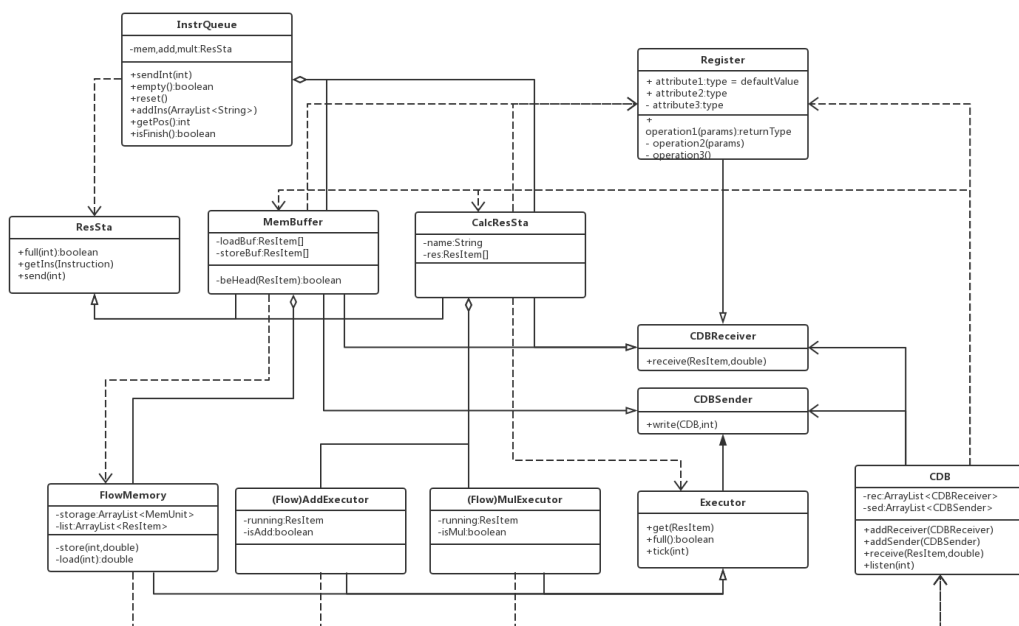 InstrQueue
-mem,add,mult:ResSta
+sendInt(int)
+empty():boolean
+reset()
+addIns(ArrayList<String>)
+getPos():int
+isFinish():boolean
Register
+ attribute1:type = defaultValue
+ attribute2:type
- attribute3:type
+
operation1(params):returnType
- operation2(params)
- operation3()
ResSta
+full(int):boolean
+getIns(Instruction)
+send(int)
MemBuffer
-loadBuf:ResItem[]
-storeBuf:ResItem[]
-beHead(ResItem):boolean
CalcResSta
-name:String
-res:ResItem[]
CDBReceiver
+receive(ResItem,double)
CDBSender
+write(CDB,int)
FlowMemory
-storage:ArrayList<MemUnit>
-list:ArrayList<ResItem>
-store(int,double)
-load(int):double
(Flow)AddExecutor
-running:ResItem
-isAdd:boolean
(Flow)MulExecutor
-running:ResItem
-isMul:boolean
Executor
+get(ResItem)
+full():boolean
+tick(int)
CDB
-rec:ArrayList<CDBReceiver>
-sed:ArrayList<CDBSender>
+addReceiver(CDBReceiver)
+addSender(CDBSender)
+receive(ResItem,double)
+listen(int)